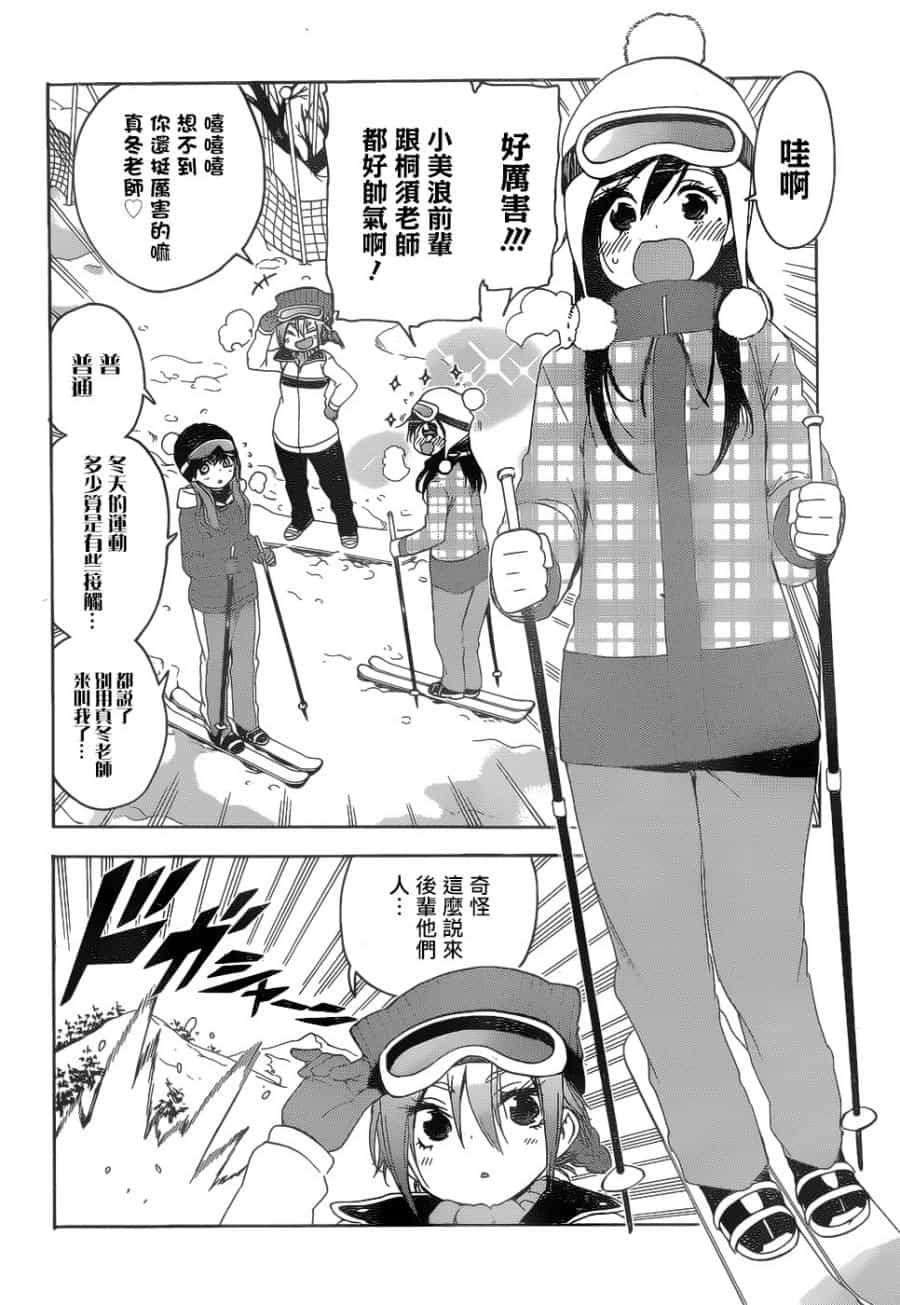 哇啊
好厲害!!!
小美浪前輩
跟桐須老師
都好帥氣啊！
嘻嘻嘻
想不到
你還挺厲害的嘛
真冬老師♡
普
普通
冬天的運動
多少算是有些接觸…
都說了
別用真冬老師
來叫我了…
奇怪
這麼說來
後輩他們
人…
ドガシャーー